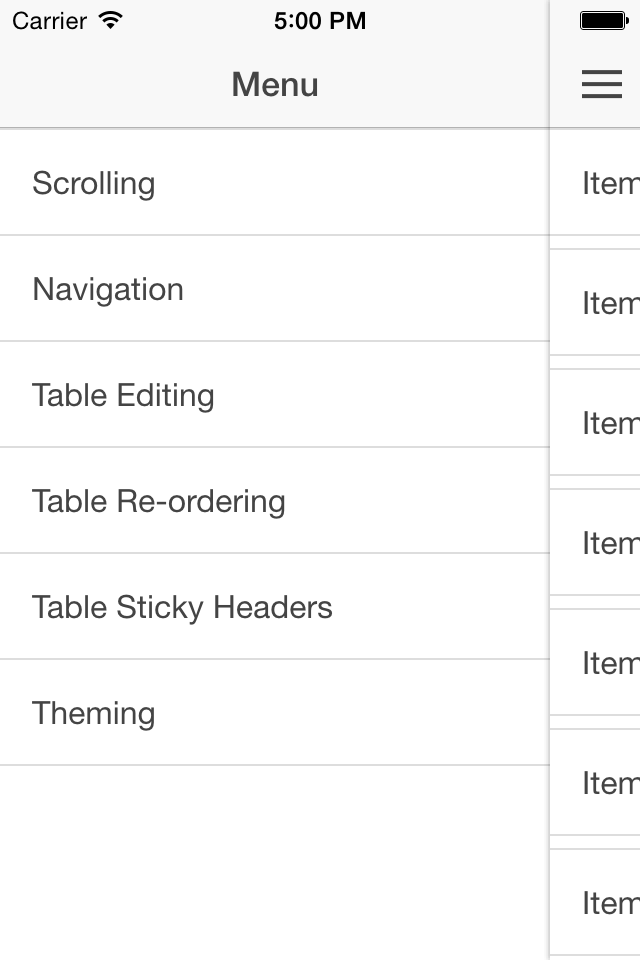 Carrier 5:00 PM
Menu
Scrolling
Navigation
Table Editing
Table Re-ordering
Table Sticky Headers
Theming
Item
Item
Item
Item
Item
Item
Item